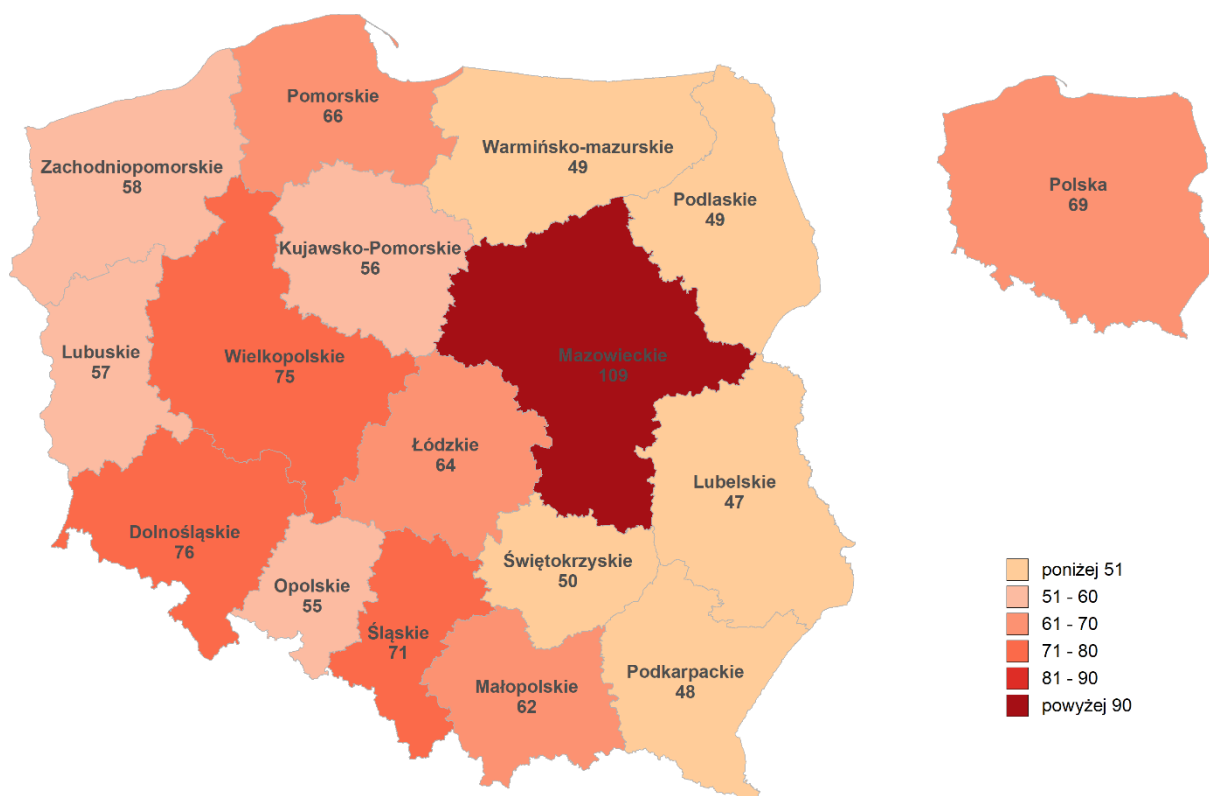 Pomorskie
66
Zachodniopomorskie
58
Warmińsko-mazurskie
49
Podlaskie
49
Kujawsko-Pomorskie
56
Lubuskie
57
Wielkopolskie
75
Mazowieckie
109
Łódzkie
64
Lubelskie
47
Dolnośląskie
76
Opolskie
55
Świętokrzyskie
50
Śląskie
71
Małopolskie
62
Podkarpackie
48
Polska
69
poniżej 51
51 - 60
61 - 70
71 - 80
81 - 90
powyżej 90